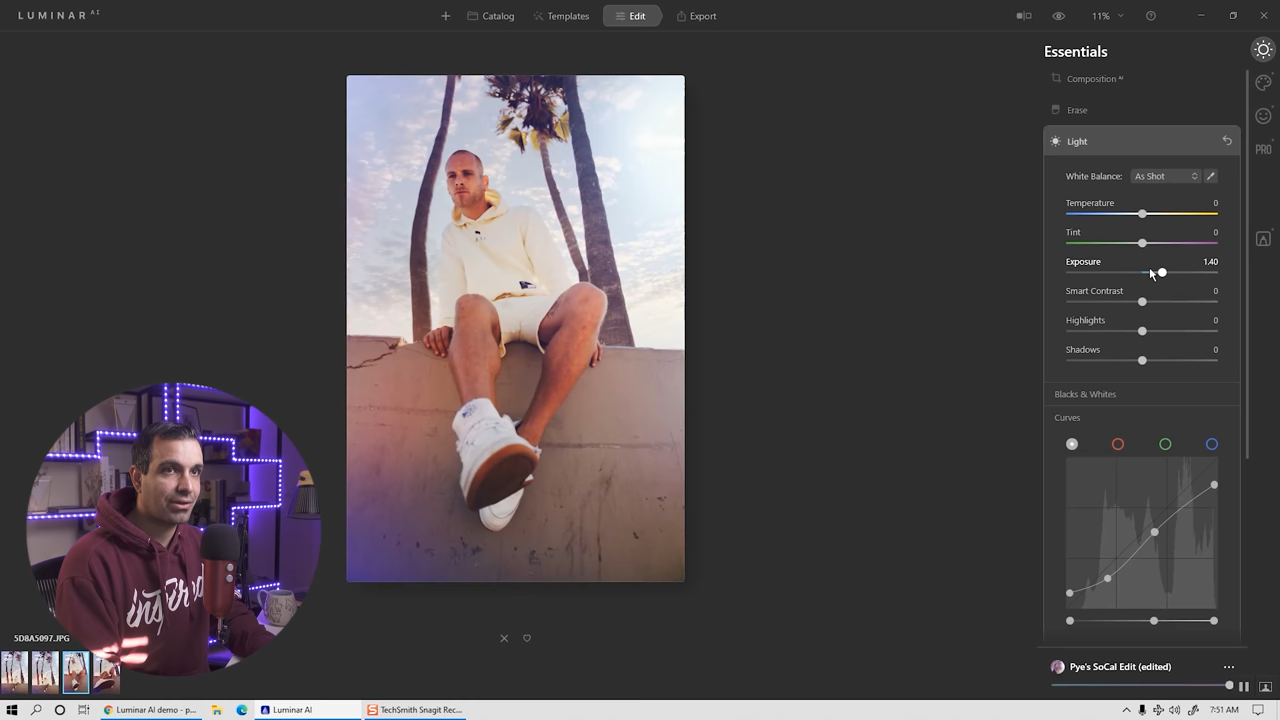 LUMINAR AI
Catalog
Templates
Edit
Export
11%
Essentials
Composition AI
Erase
Light
PRO
White Balance: As Shot
Temperature 0
Tint 0
Exposure 1.40
Smart Contrast 0
Highlights 0
Shadows 0
Blacks & Whites
Curves
inspired
5D8A5097.JPG
Pye's SoCal Edit (edited)
Luminar AI demo - p...
Luminar AI
TechSmith Snagit Rec...
7:51 AM